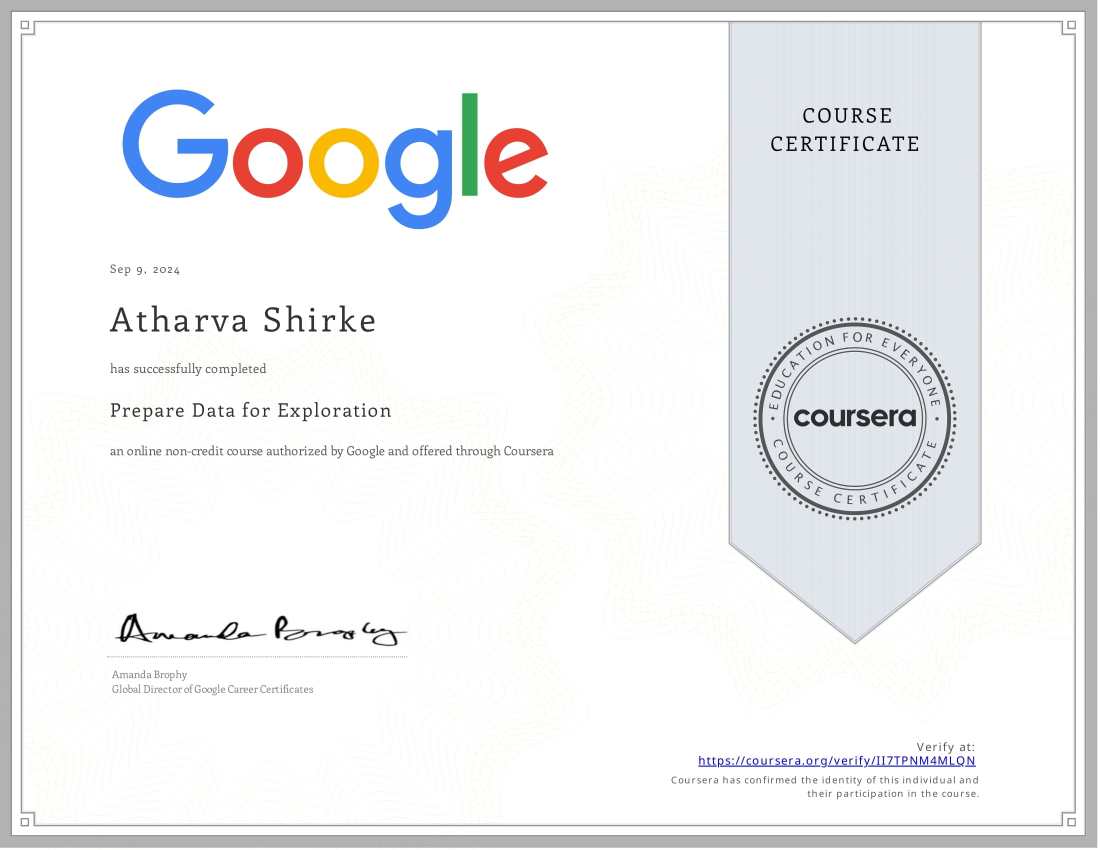 Google
COURSE
CERTIFICATE
Sep 9, 2024
Atharva Shirke
has successfully completed
Prepare Data for Exploration
an online non-credit course authorized by Google and offered through Coursera
EDUCATION FOR EVERYONE
coursera
COURSE CERTIFICATE
Amanda Brophy
Amanda Brophy
Global Director of Google Career Certificates
Verify at:
https://coursera.org/verify/II7TPNM4MLQN
Coursera has confirmed the identity of this individual and
their participation in the course.